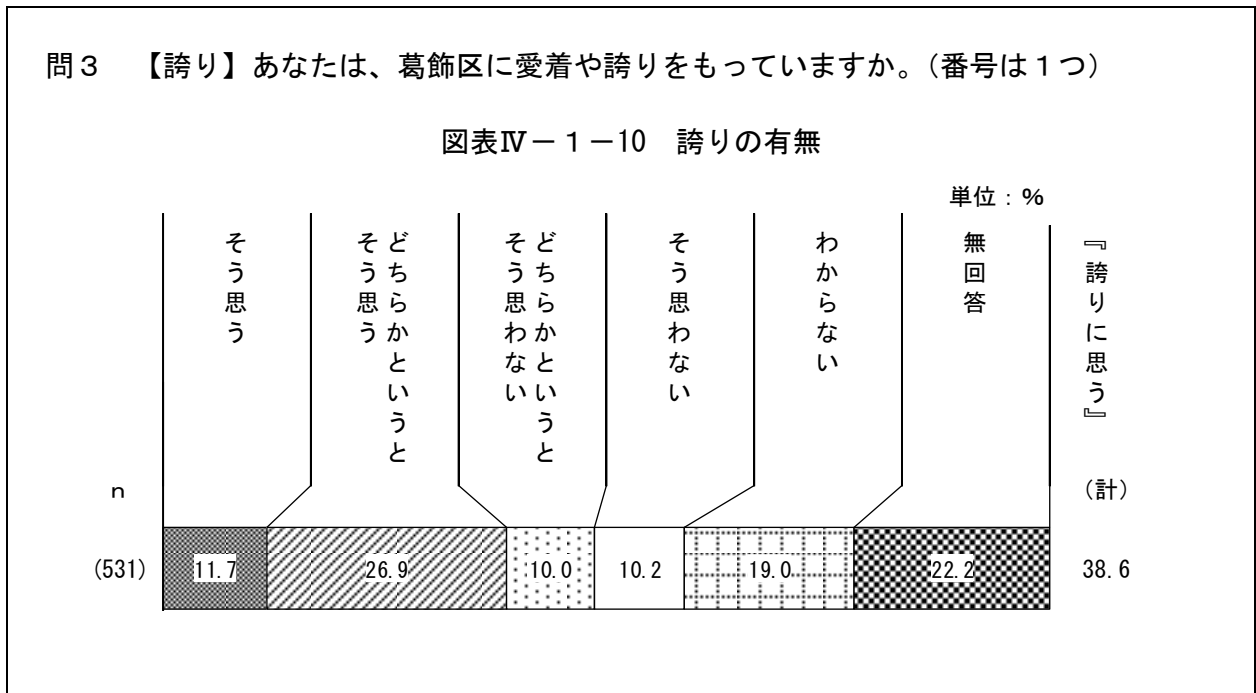 問３　【誇り】あなたは、葛飾区に愛着や誇りをもっていますか。（番号は１つ）
図表Ⅳ－１－10　誇りの有無
単位：％
そう思う
どちらかというと
そう思う
どちらかというと
そう思わない
そう思わない
わからない
無回答
『誇りに思う』
ｎ
（計）
(531)
11.7
26.9
10.0
10.2
19.0
22.2
38.6